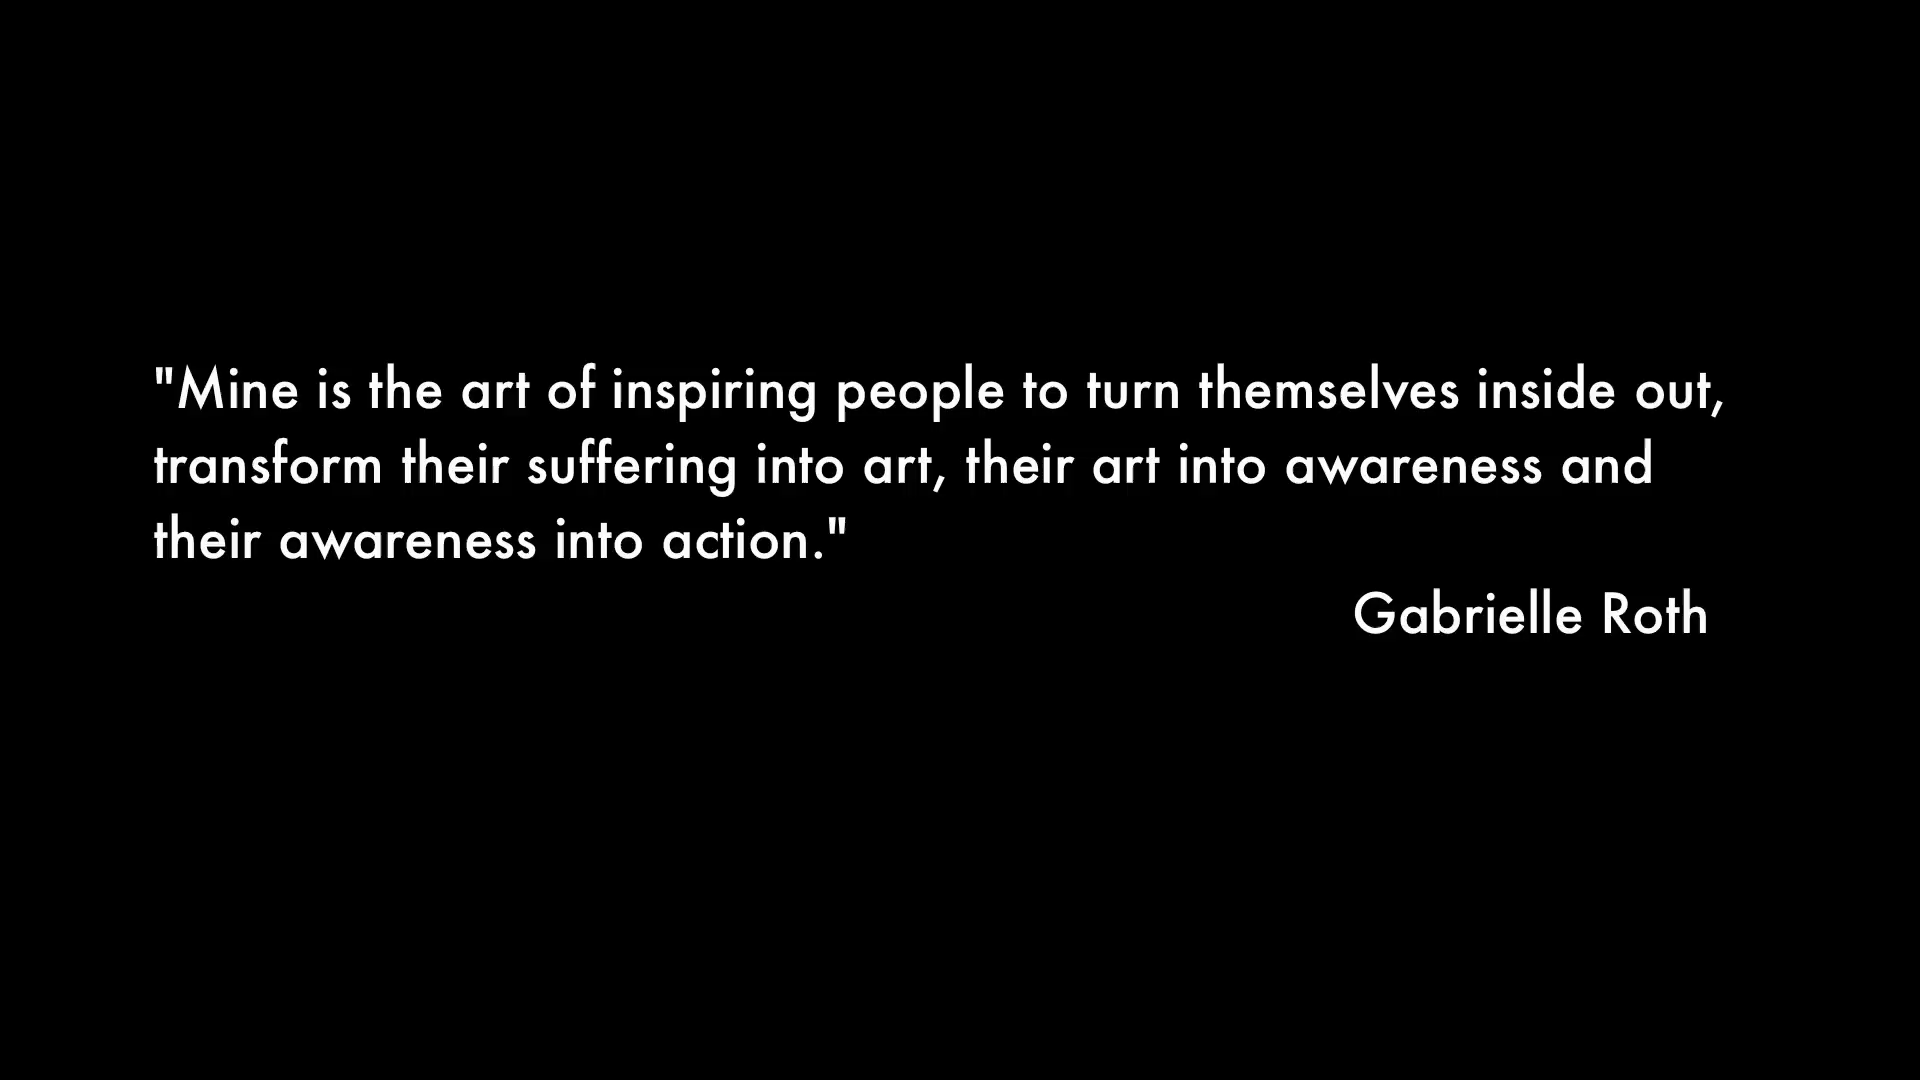 "Mine is the art of inspiring people to turn themselves inside out,
transform their suffering into art, their art into awareness and
their awareness into action."
Gabrielle Roth